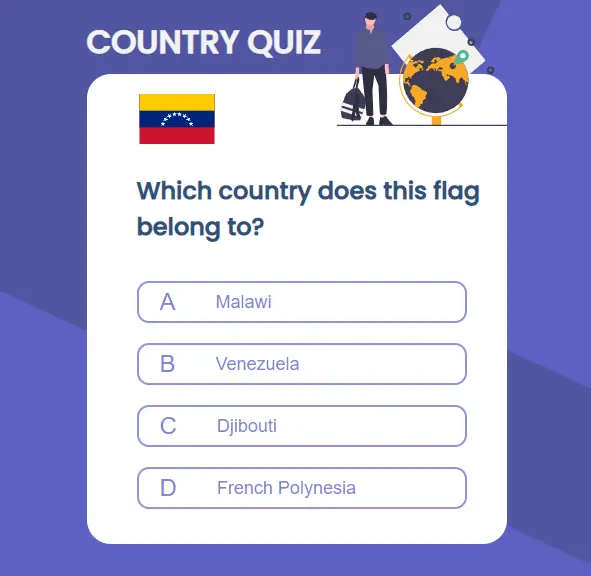 COUNTRY QUIZ
Which country does this flag
belong to?
A Malawi
B Venezuela
C Djibouti
D French Polynesia